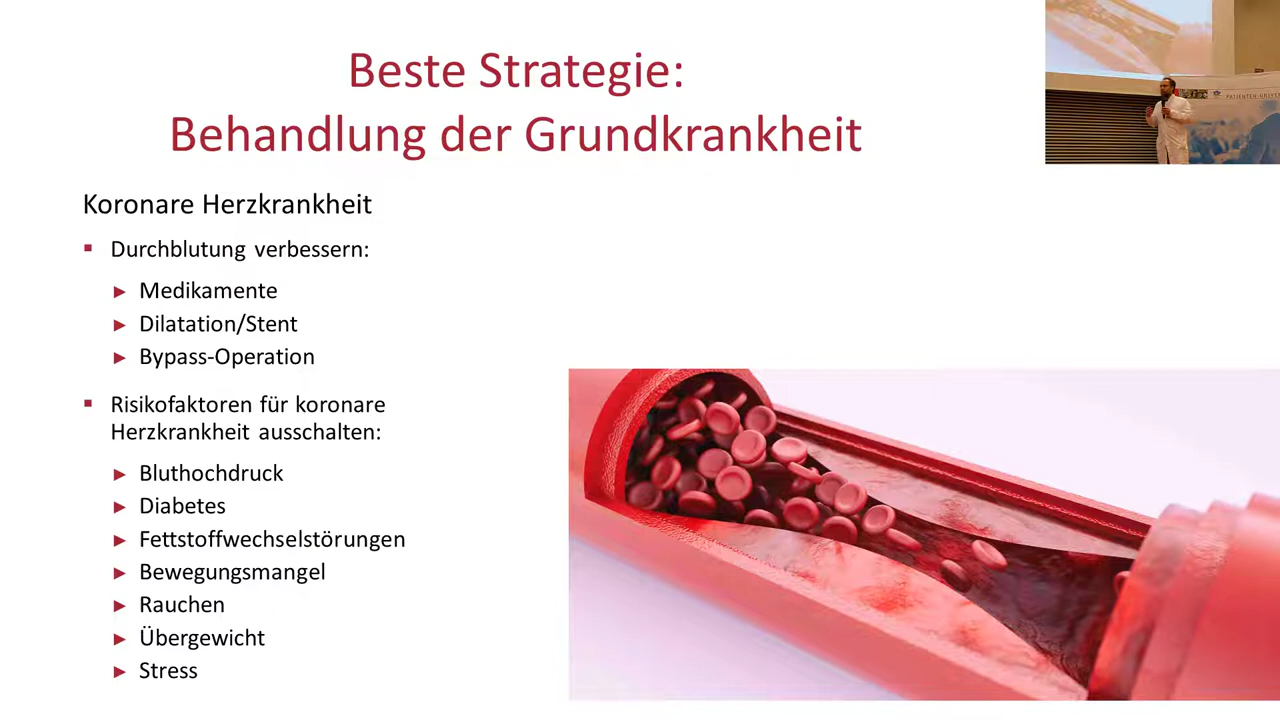 Beste Strategie:
Behandlung der Grundkrankheit
Koronare Herzkrankheit
▪ Durchblutung verbessern:
► Medikamente
► Dilatation/Stent
► Bypass-Operation
▪ Risikofaktoren für koronare
Herzkrankheit ausschalten:
► Bluthochdruck
► Diabetes
► Fettstoffwechselstörungen
► Bewegungsmangel
► Rauchen
► Übergewicht
► Stress